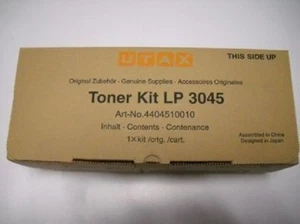 UTAX
THIS SIDE UP
Original Zubehör · Genuine Supplies · Accessoires Originales
Toner Kit LP 3045
Art-No.4404510010
Inhalt · Contents · Contenance
1×kit /crtg. /cart.
Assembled in China
Designed in Japan